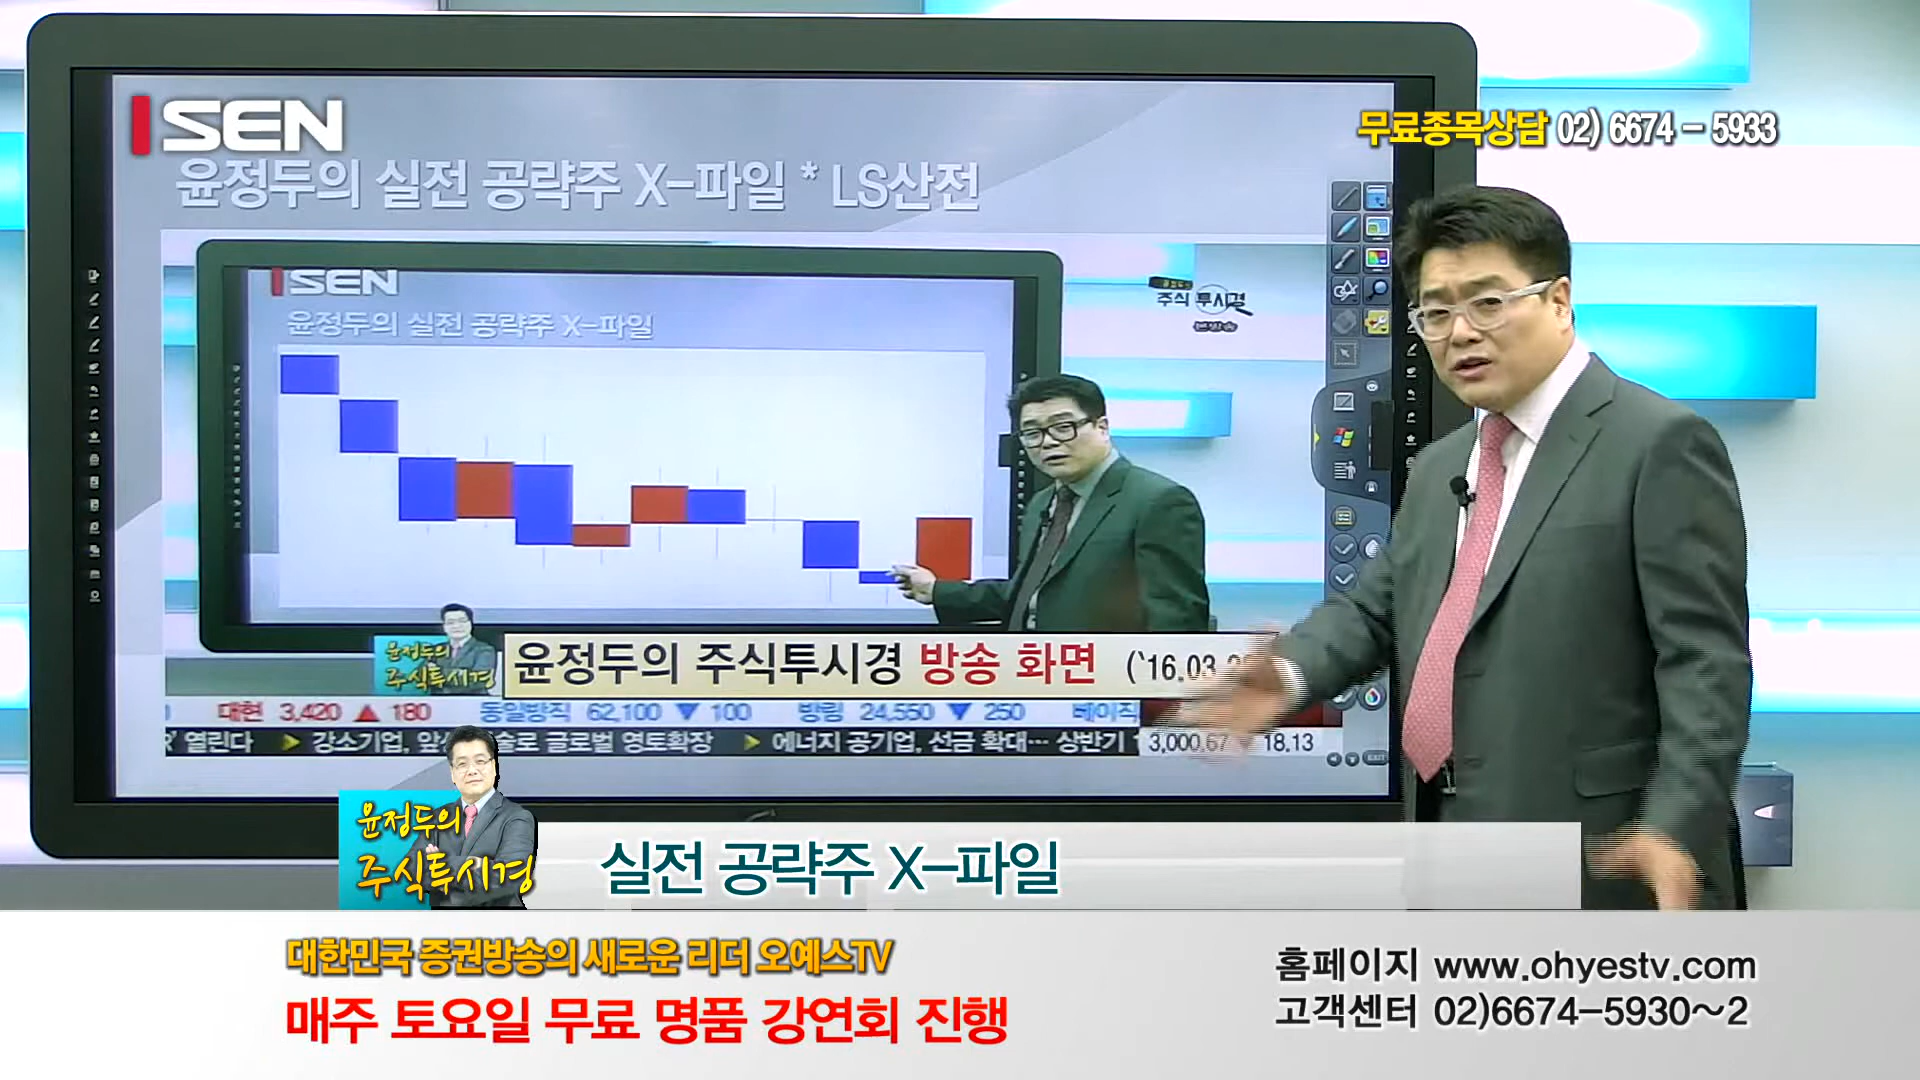 SEN
무료종목상담 02) 6674 - 5933
윤정두의 실전 공략주 X-파일 * LS산전
SEN
주식 투시경
윤정두의 실전 공략주 X-파일
윤정두의
주식투시경
윤정두의 주식투시경 방송 화면 (`16.03.
대현 3,420 ▲ 180 동일방직 62,100 ▼ 100 방림 24,550 ▼ 250 베이직
열린다 ▶ 강소기업, 글로벌 영토확장 ▶ 에너지 공기업, 선금 확대… 상반기
3,000.67 ▼ 18.13
EXIT
윤정두의
주식투시경
실전 공략주 X-파일
대한민국 증권방송의 새로운 리더 오예스TV
매주 토요일 무료 명품 강연회 진행
홈페이지 www.ohyestv.com
고객센터 02)6674-5930~2